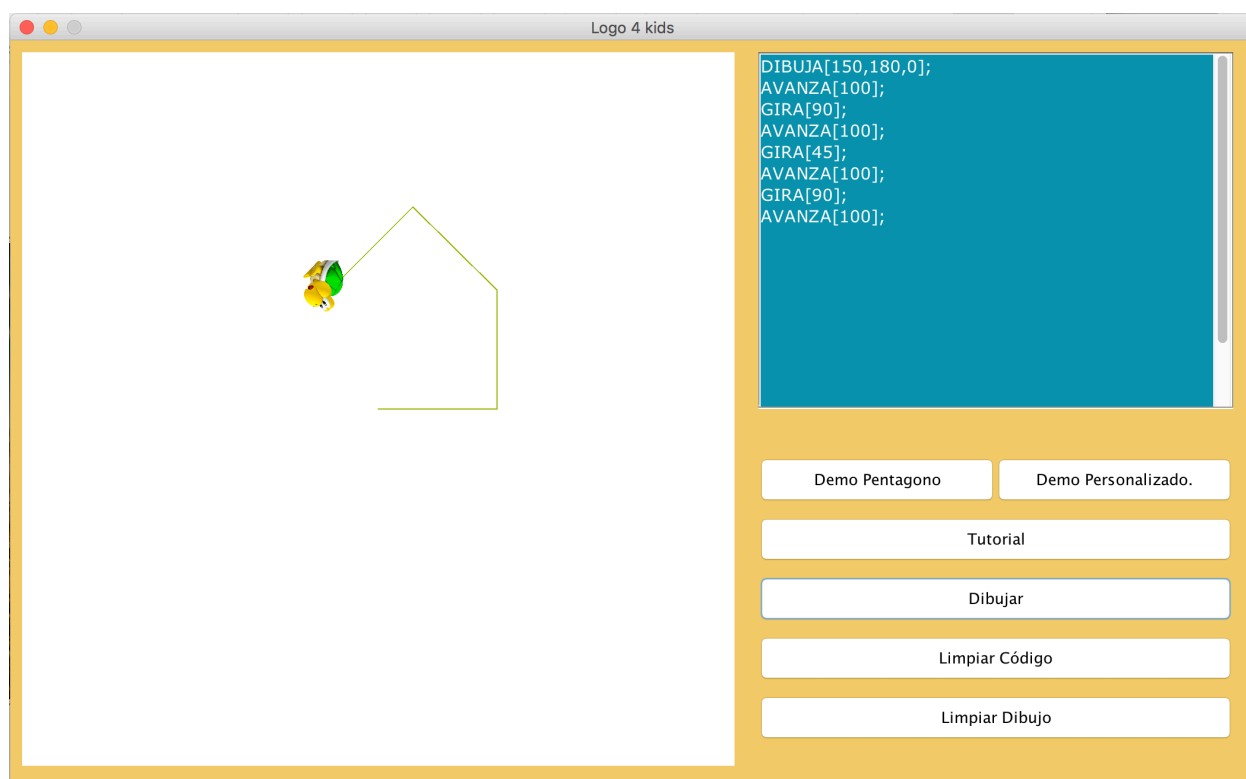 Logo 4 kids
DIBUJA[150,180,0];
AVANZA[100];
GIRA[90];
AVANZA[100];
GIRA[45];
AVANZA[100];
GIRA[90];
AVANZA[100];
Demo Pentagono
Demo Personalizado.
Tutorial
Dibujar
Limpiar Código
Limpiar Dibujo